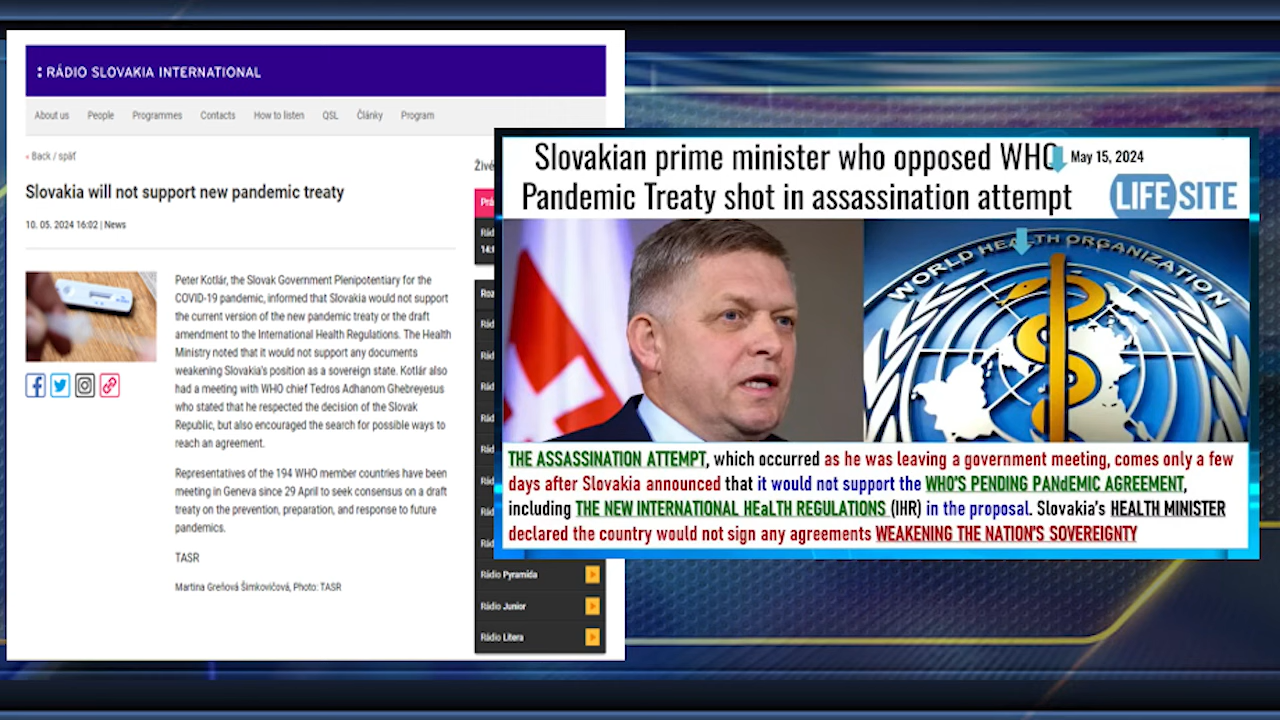 : RÁDIO SLOVAKIA INTERNATIONAL
About us People Programmes Contacts How to listen QSL Články Program
‹ Back / späť
Slovakia will not support new pandemic treaty
10. 05. 2024 16:02 | News
Peter Kotlár, the Slovak Government Plenipotentiary for the
COVID-19 pandemic, informed that Slovakia would not support
the current version of the new pandemic treaty or the draft
amendment to the International Health Regulations. The Health
Ministry noted that it would not support any documents
weakening Slovakia's position as a sovereign state. Kotlár also
had a meeting with WHO chief Tedros Adhanom Ghebreyesus
who stated that he respected the decision of the Slovak
Republic, but also encouraged the search for possible ways to
reach an agreement.
Representatives of the 194 WHO member countries have been
meeting in Geneva since 29 April to seek consensus on a draft
treaty on the prevention, preparation, and response to future
pandemics.
TASR
Martina Greňová Šimkovičová, Photo: TASR
Živé
Rádio Pyramída
Rádio Junior
Rádio Litera
Slovakian prime minister who opposed WHO
Pandemic Treaty shot in assassination attempt
May 15, 2024
LIFE SITE
WORLD HEALTH ORGANIZATION
THE ASSASSINATION ATTEMPT, which occurred as he was leaving a government meeting, comes only a few
days after Slovakia announced that it would not support the WHO'S PENDING PANdEMIC AGREEMENT,
including THE NEW INTERNATIONAL HEaLTH REGULATIONS (IHR) in the proposal. Slovakia's HEALTH MINISTER
declared the country would not sign any agreements WEAKENING THE NATION'S SOVEREIGNTY